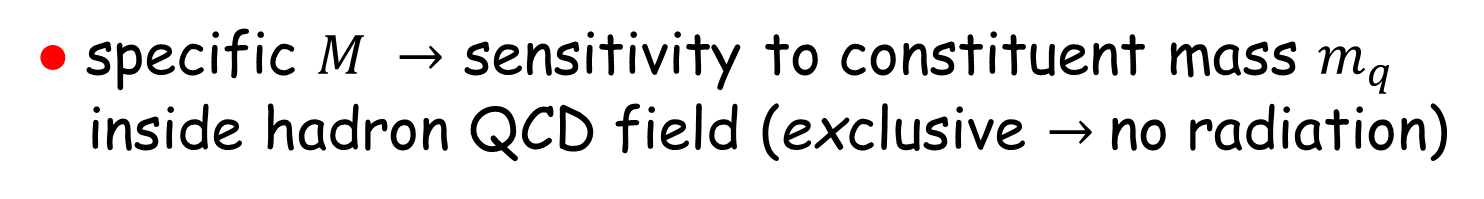 • specific M → sensitivity to constituent mass m_q
inside hadron QCD field (exclusive → no radiation)